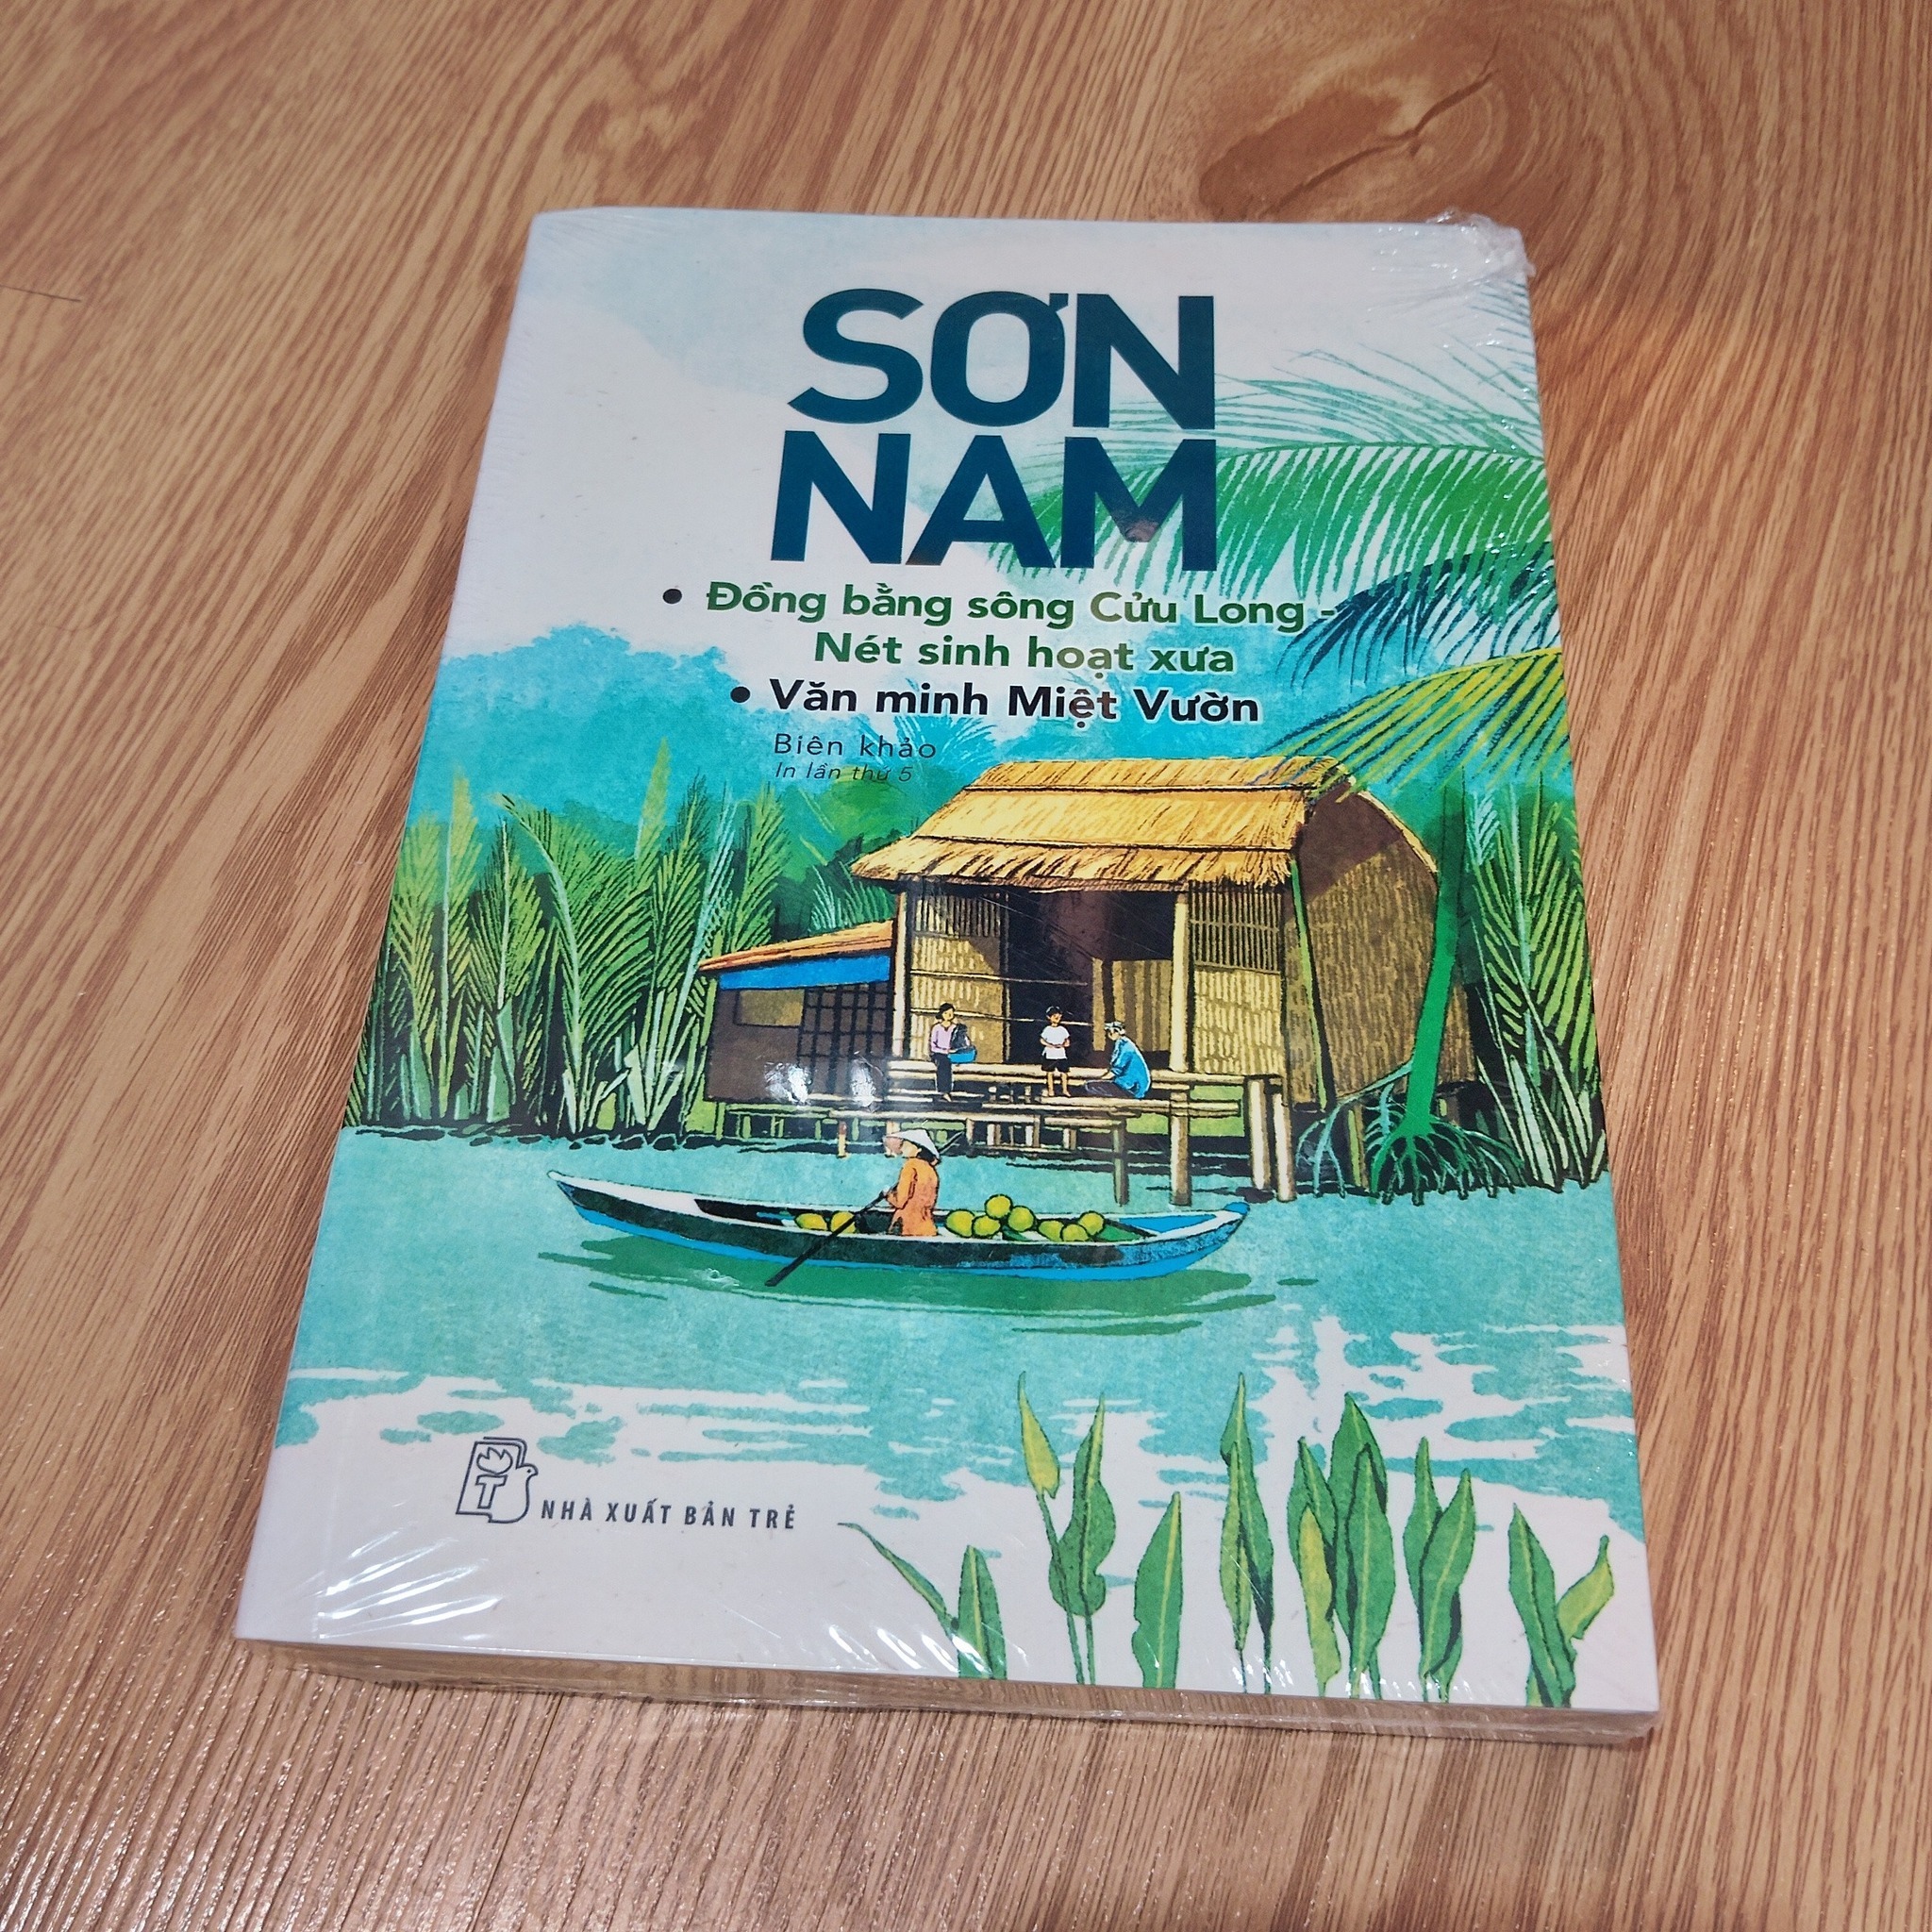 SƠN
NAM
• Đồng bằng sông Cửu Long -
Nét sinh hoạt xưa
• Văn minh Miệt Vườn
Biên khảo
In lần thứ 5
T
NHÀ XUẤT BẢN TRẺ